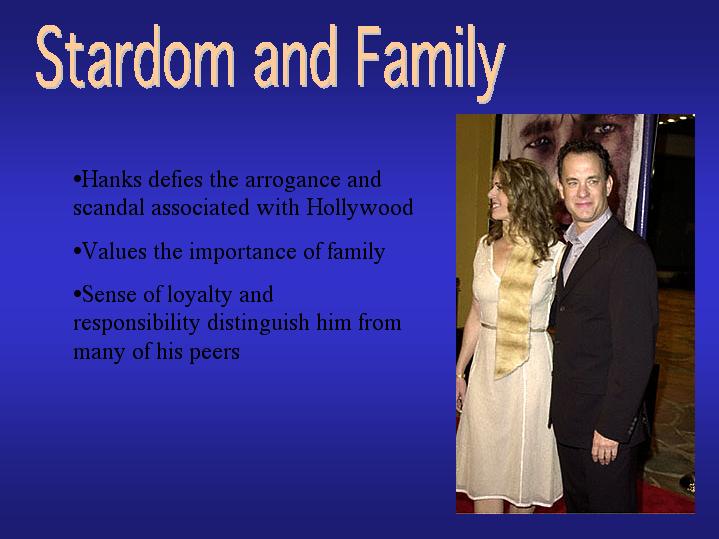 Stardom and Family
•Hanks defies the arrogance and
scandal associated with Hollywood
•Values the importance of family
•Sense of loyalty and
responsibility distinguish him from
many of his peers